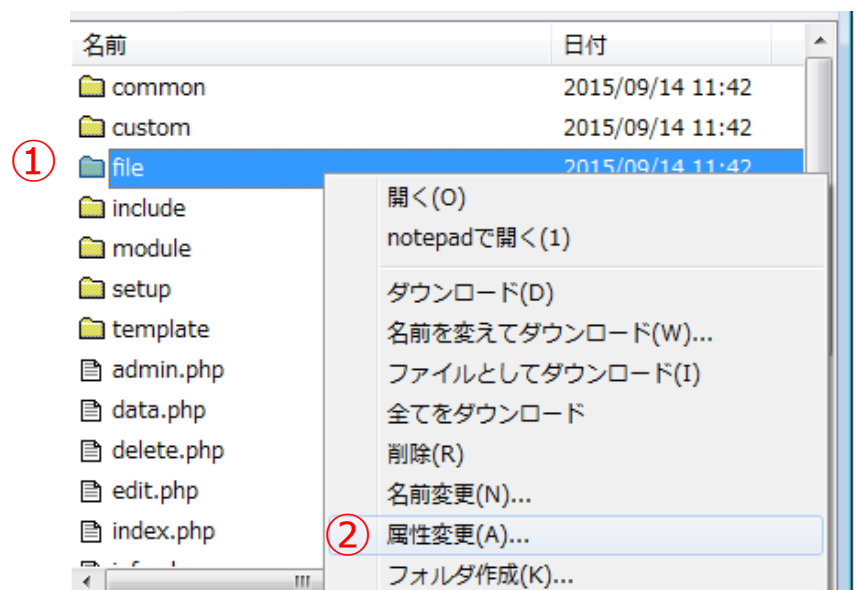 名前 日付
common 2015/09/14 11:42
custom 2015/09/14 11:42
① file 2015/09/14 11:42
include
module
setup
template
admin.php
data.php
delete.php
edit.php
index.php
開く(O)
notepadで開く(1)
ダウンロード(D)
名前を変えてダウンロード(W)...
ファイルとしてダウンロード(I)
全てをダウンロード
削除(R)
名前変更(N)...
② 属性変更(A)...
フォルダ作成(K)...